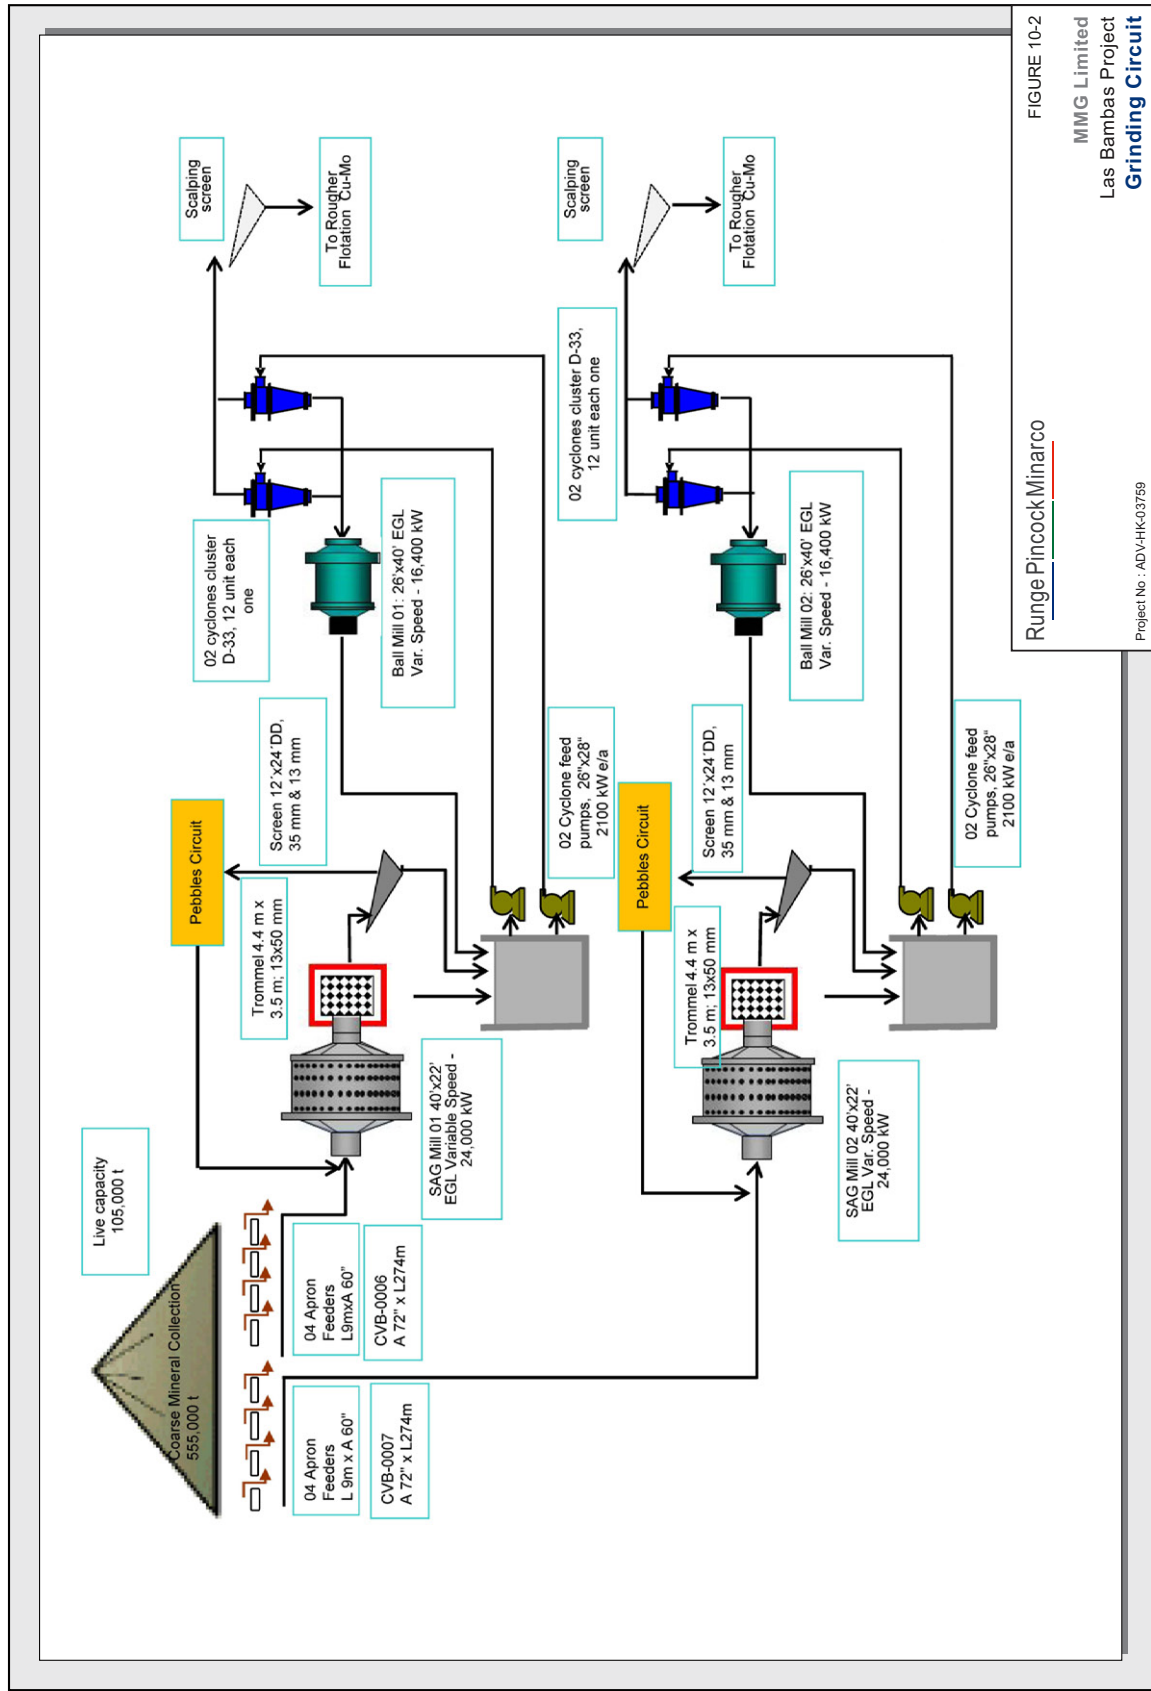 Coarse Mineral Collection
555,000 t
Live capacity
105,000 t
04 Apron
Feeders
L 9m x A 60"
CVB-0007
A 72" x L274m
04 Apron
Feeders
L9mxA 60"
CVB-0006
A 72" x L274m
Pebbles Circuit
Trommel 4.4 m x
3.5 m; 13x50 mm
Screen 12´x24´DD,
35 mm & 13 mm
SAG Mill 01 40'x22'
EGL Variable Speed -
24,000 kW
02 Cyclone feed
pumps, 26"x28"
2100 kW e/a
02 cyclones cluster
D-33, 12 unit each
one
Ball Mill 01: 26'x40' EGL
Var. Speed - 16,400 kW
Scalping
screen
To Rougher
Flotation Cu-Mo
Pebbles Circuit
Trommel 4.4 m x
3.5 m; 13x50 mm
Screen 12´x24´DD,
35 mm & 13 mm
SAG Mill 02 40'x22'
EGL Var. Speed -
24,000 kW
02 Cyclone feed
pumps, 26"x28"
2100 kW e/a
02 cyclones cluster D-33,
12 unit each one
Ball Mill 02: 26'x40' EGL
Var. Speed - 16,400 kW
Scalping
screen
To Rougher
Flotation Cu-Mo
RungePincockMinarco
Project No : ADV-HK-03759
FIGURE 10-2
MMG Limited
Las Bambas Project
Grinding Circuit